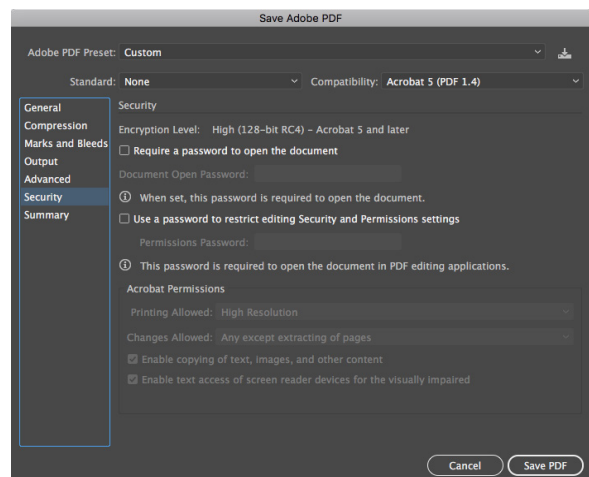 Save Adobe PDF
Adobe PDF Preset: Custom
Standard: None Compatibility: Acrobat 5 (PDF 1.4)
General
Compression
Marks and Bleeds
Output
Advanced
Security
Summary
Security
Encryption Level: High (128-bit RC4) – Acrobat 5 and later
Require a password to open the document
Document Open Password:
When set, this password is required to open the document.
Use a password to restrict editing Security and Permissions settings
Permissions Password:
This password is required to open the document in PDF editing applications.
Acrobat Permissions
Printing Allowed: High Resolution
Changes Allowed: Any except extracting of pages
Enable copying of text, images, and other content
Enable text access of screen reader devices for the visually impaired
Cancel Save PDF